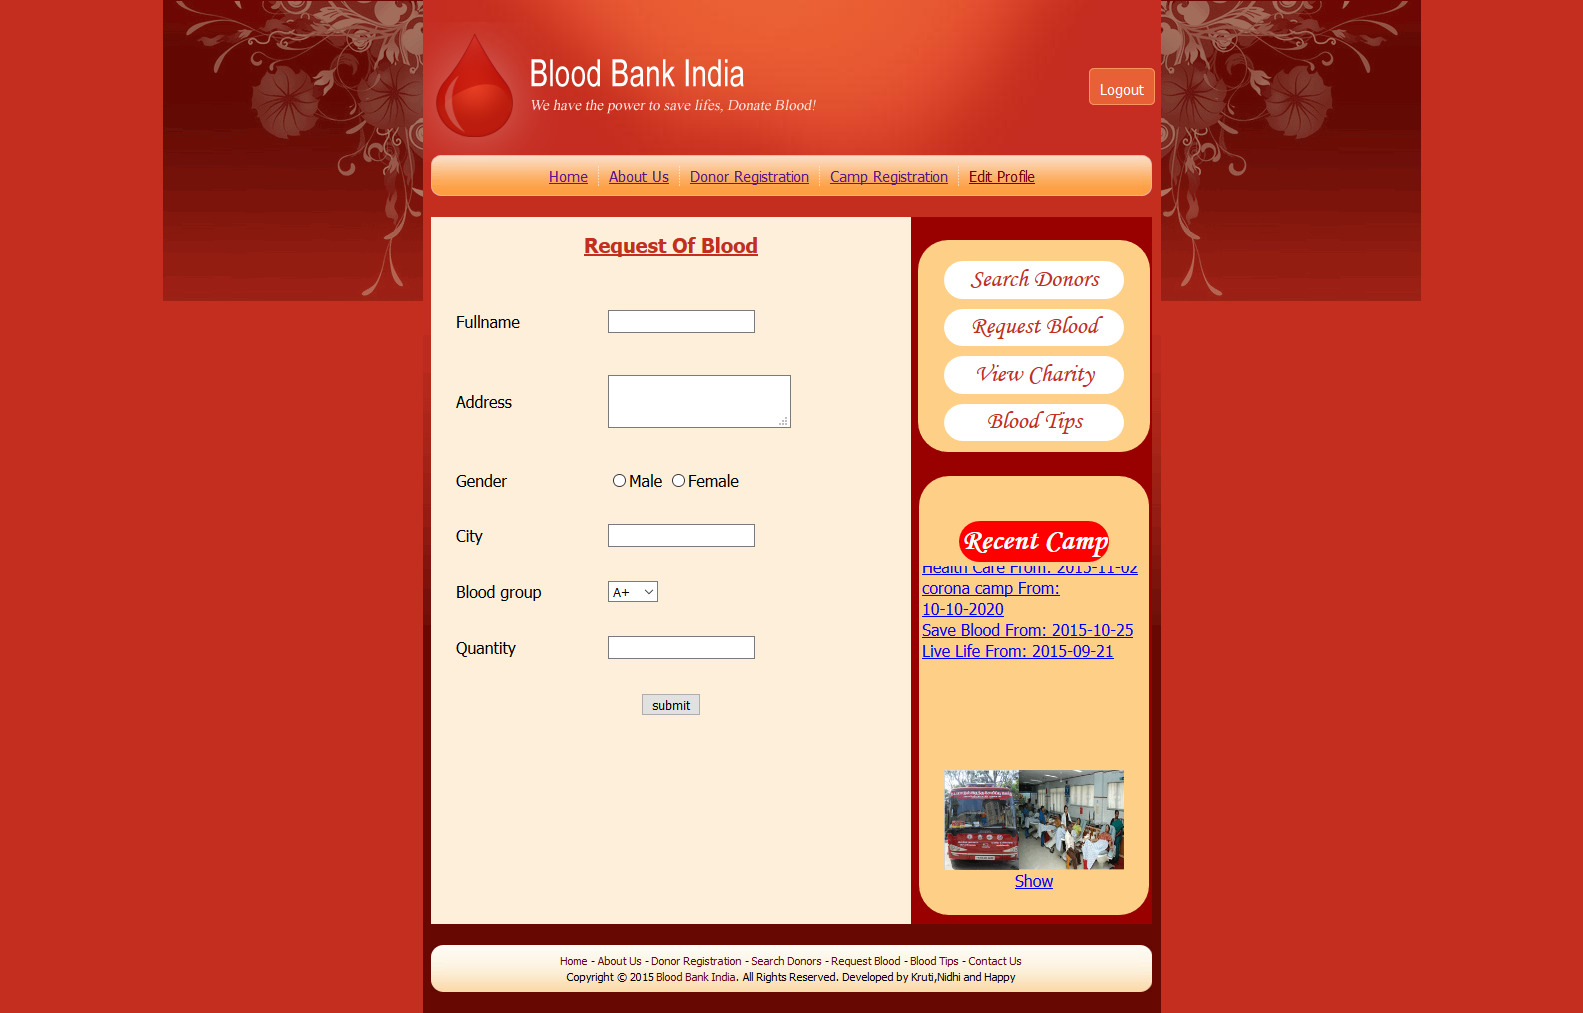 Blood Bank India
We have the power to save lifes, Donate Blood!
Logout
Home About Us Donor Registration Camp Registration Edit Profile
Request Of Blood
Fullname
Address
Gender Male Female
City
Blood group A+
Quantity
submit
Search Donors
Request Blood
View Charity
Blood Tips
Recent Camp
Health Care From: 2015-11-02
corona camp From:
10-10-2020
Save Blood From: 2015-10-25
Live Life From: 2015-09-21
Show
Home - About Us - Donor Registration - Search Donors - Request Blood - Blood Tips - Contact Us
Copyright © 2015 Blood Bank India. All Rights Reserved. Developed by Kruti,Nidhi and Happy